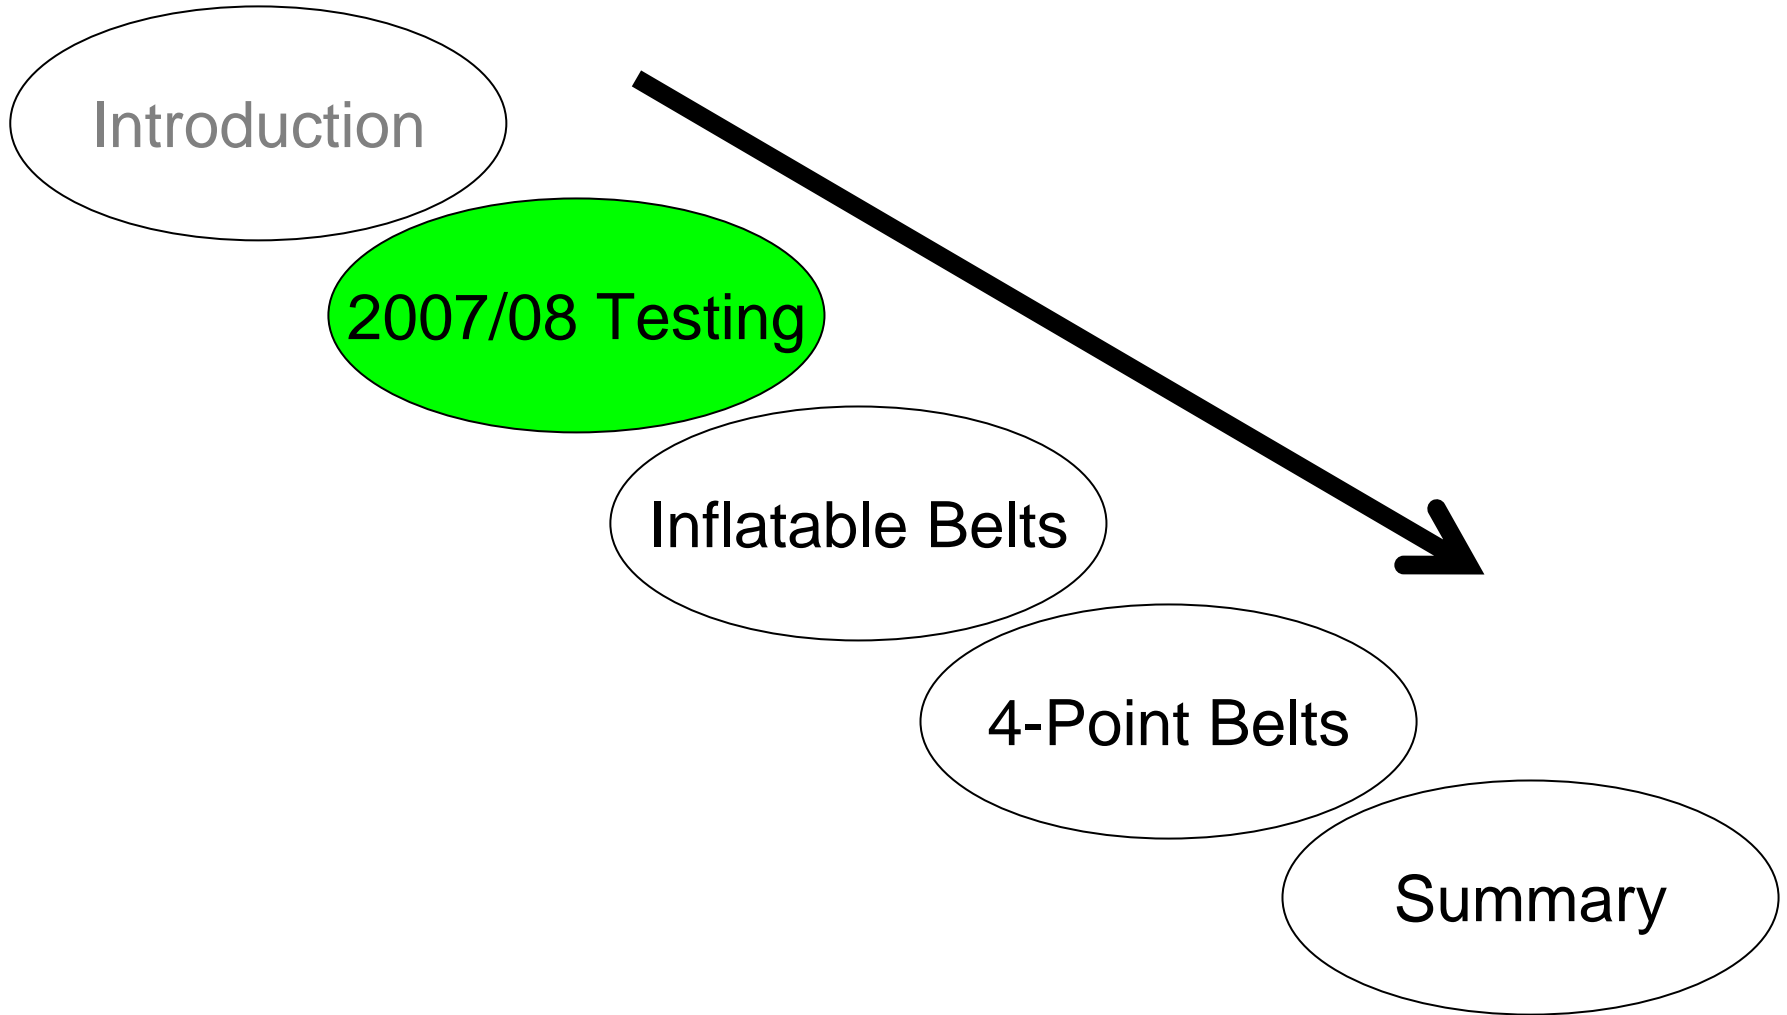 Introduction
2007/08 Testing
Inflatable Belts
4-Point Belts
Summary